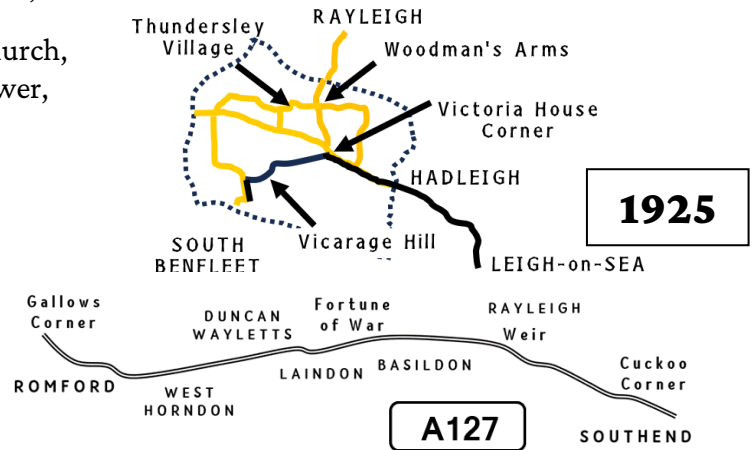 urch,
wer,
RAYLEIGH
Thundersley
Village
Woodman's Arms
Victoria House
Corner
HADLEIGH
1925
Vicarage Hill
SOUTH
BENFLEET
LEIGH-on-SEA
Gallows
Corner
DUNCAN
WAYLETTS
Fortune
of War
RAYLEIGH
Weir
ROMFORD
WEST
HORNDON
LAINDON
BASILDON
Cuckoo
Corner
A127
SOUTHEND